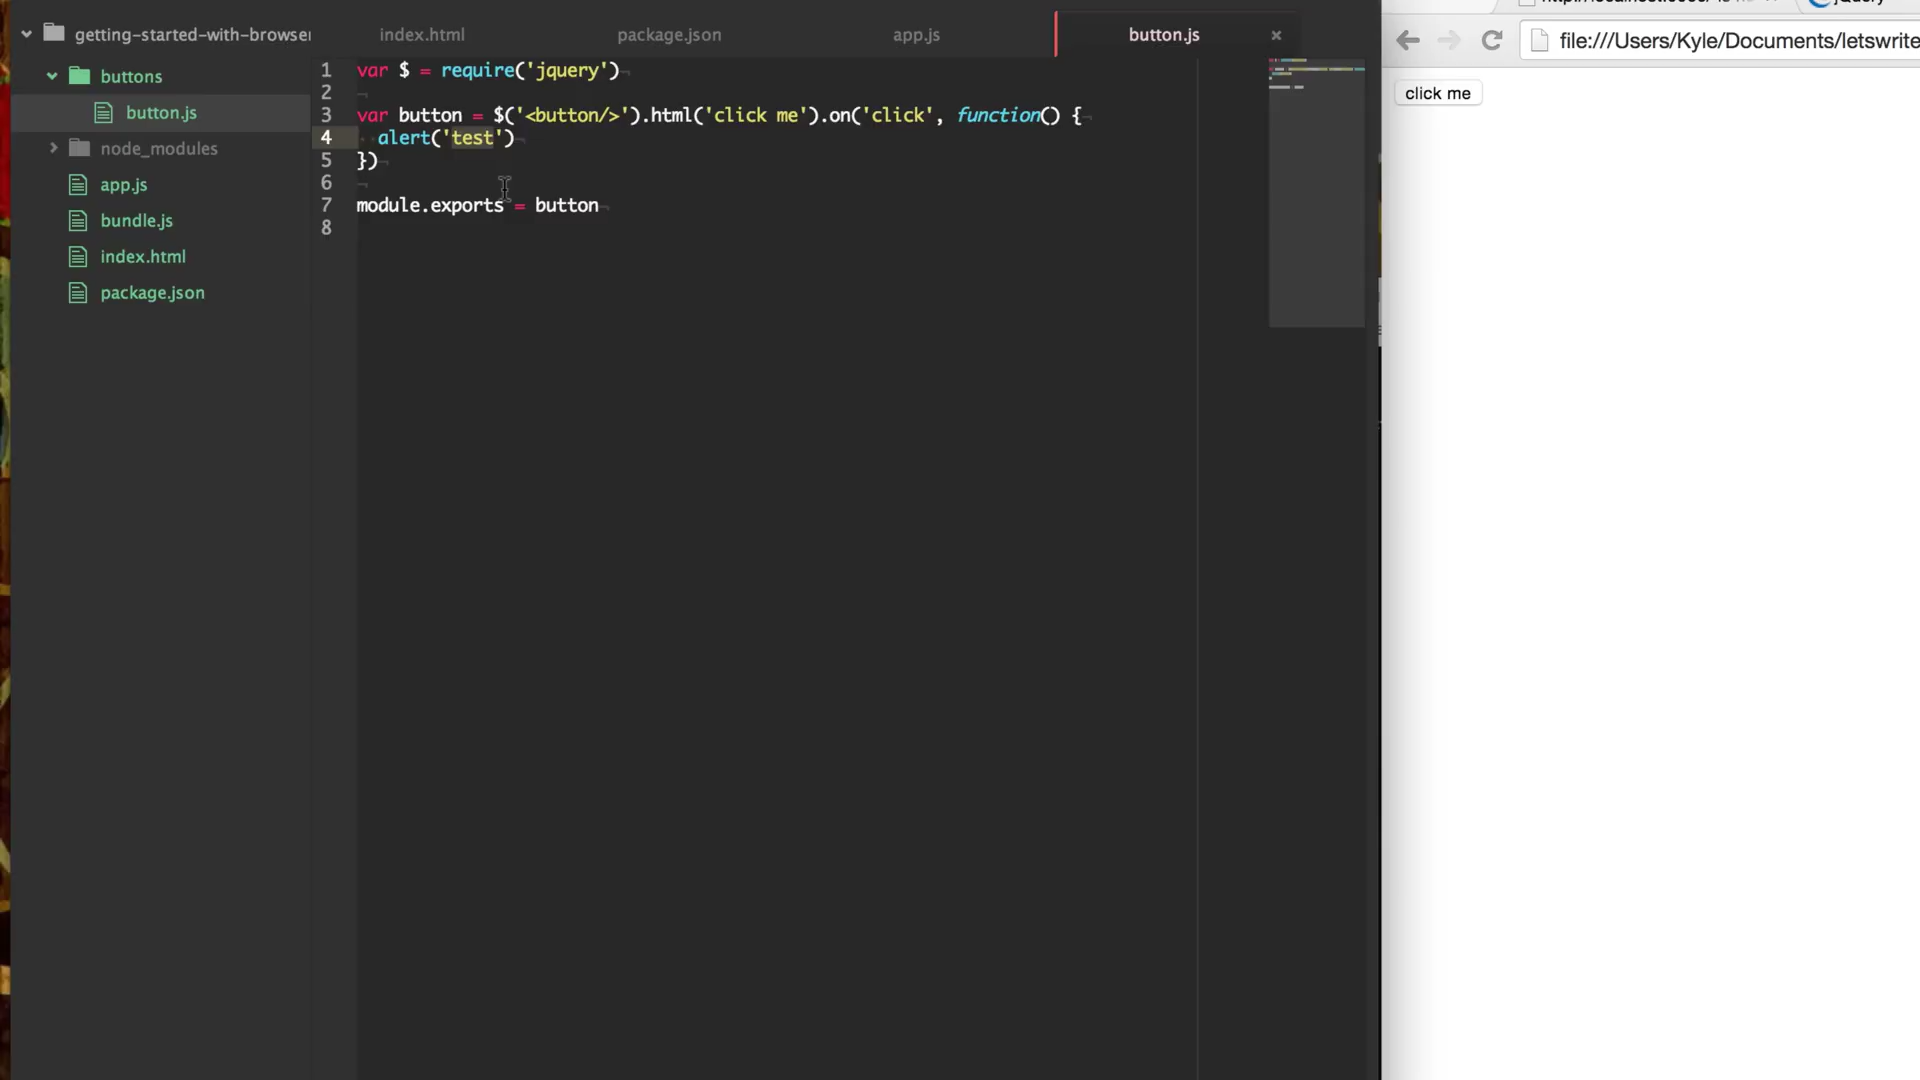 getting-started-with-browser
buttons
button.js
node_modules
app.js
bundle.js
index.html
package.json
index.html
package.json
app.js
button.js ×
1 var $ = require('jquery')
2
3 var button = $('<button/>').html('click me').on('click', function() {
4 alert('test')
5 })
6
7 module.exports = button
8
file:///Users/Kyle/Documents/letswrite
click me